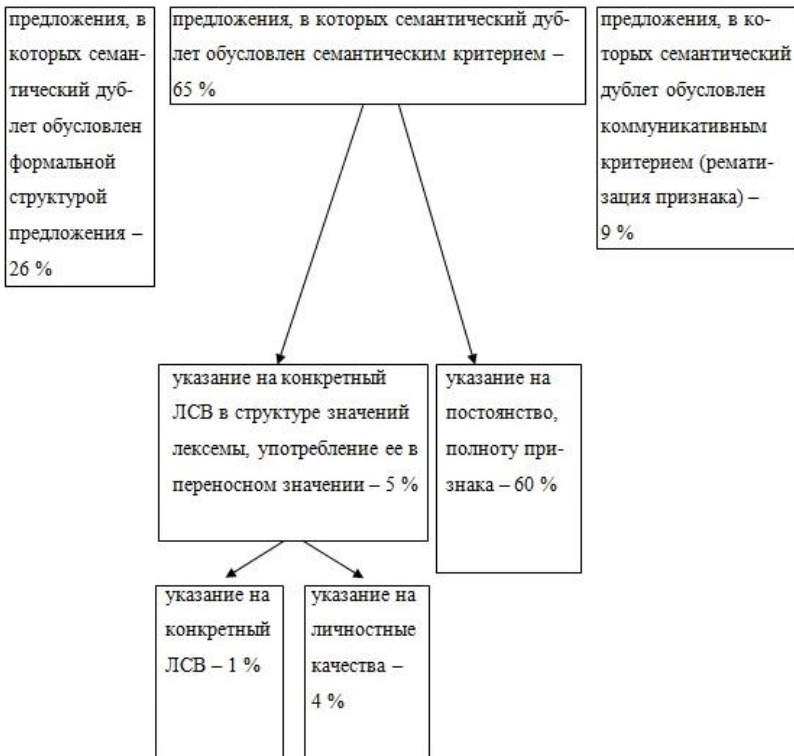 предложения, в
которых семан-
тический дуб-
лет обусловлен
формальной
структурой
предложения –
26 %
предложения, в которых семантический дуб-
лет обусловлен семантическим критерием –
65 %
предложения, в ко-
торых семантический
дублет обусловлен
коммуникативным
критерием (ремати-
зация признака) –
9 %
указание на конкретный
ЛСВ в структуре значений
лексемы, употребление ее в
переносном значении – 5 %
указание на
постоянство,
полноту при-
знака – 60 %
указание на
конкретный
ЛСВ – 1 %
указание на
личностные
качества –
4 %